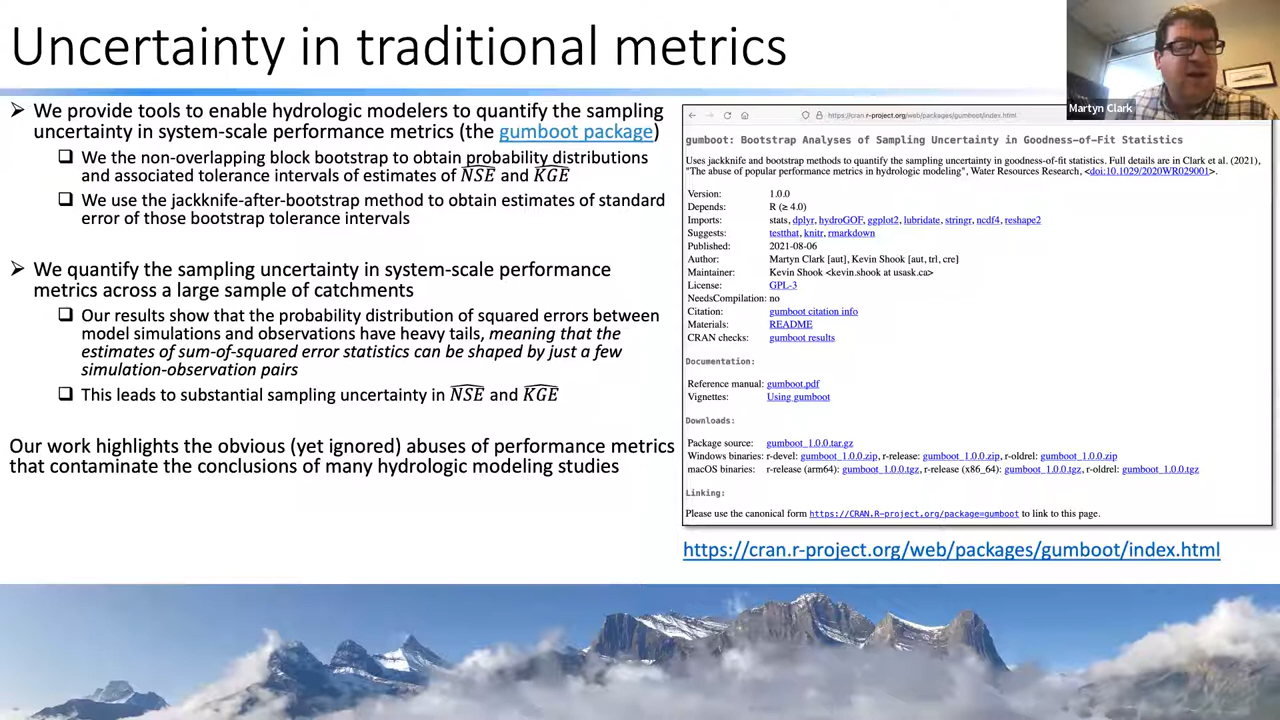 Uncertainty in traditional metrics
Martyn Clark
➢ We provide tools to enable hydrologic modelers to quantify the sampling
uncertainty in system-scale performance metrics (the gumboot package)
❑ We the non-overlapping block bootstrap to obtain probability distributions
and associated tolerance intervals of estimates of N̂ŜÊ and K̂ĜÊ
❑ We use the jackknife-after-bootstrap method to obtain estimates of standard
error of those bootstrap tolerance intervals
➢ We quantify the sampling uncertainty in system-scale performance
metrics across a large sample of catchments
❑ Our results show that the probability distribution of squared errors between
model simulations and observations have heavy tails, meaning that the
estimates of sum-of-squared error statistics can be shaped by just a few
simulation-observation pairs
❑ This leads to substantial sampling uncertainty in N̂ŜÊ and K̂ĜÊ
Our work highlights the obvious (yet ignored) abuses of performance metrics
that contaminate the conclusions of many hydrologic modeling studies
https://cran.r-project.org/web/packages/gumboot/index.html
gumboot: Bootstrap Analyses of Sampling Uncertainty in Goodness-of-Fit Statistics
Uses jackknife and bootstrap methods to quantify the sampling uncertainty in goodness-of-fit statistics. Full details are in Clark et al. (2021),
"The abuse of popular performance metrics in hydrologic modeling", Water Resources Research, <doi:10.1029/2020WR029001>.
Version: 1.0.0
Depends: R (≥ 4.0)
Imports: stats, dplyr, hydroGOF, ggplot2, lubridate, stringr, ncdf4, reshape2
Suggests: testthat, knitr, rmarkdown
Published: 2021-08-06
Author: Martyn Clark [aut], Kevin Shook [aut, trl, cre]
Maintainer: Kevin Shook <kevin.shook at usask.ca>
License: GPL-3
NeedsCompilation: no
Citation: gumboot citation info
Materials: README
CRAN checks: gumboot results
Documentation:
Reference manual: gumboot.pdf
Vignettes: Using gumboot
Downloads:
Package source: gumboot_1.0.0.tar.gz
Windows binaries: r-devel: gumboot_1.0.0.zip, r-release: gumboot_1.0.0.zip, r-oldrel: gumboot_1.0.0.zip
macOS binaries: r-release (arm64): gumboot_1.0.0.tgz, r-release (x86_64): gumboot_1.0.0.tgz, r-oldrel: gumboot_1.0.0.tgz
Linking:
Please use the canonical form https://CRAN.R-project.org/package=gumboot to link to this page.
https://cran.r-project.org/web/packages/gumboot/index.html